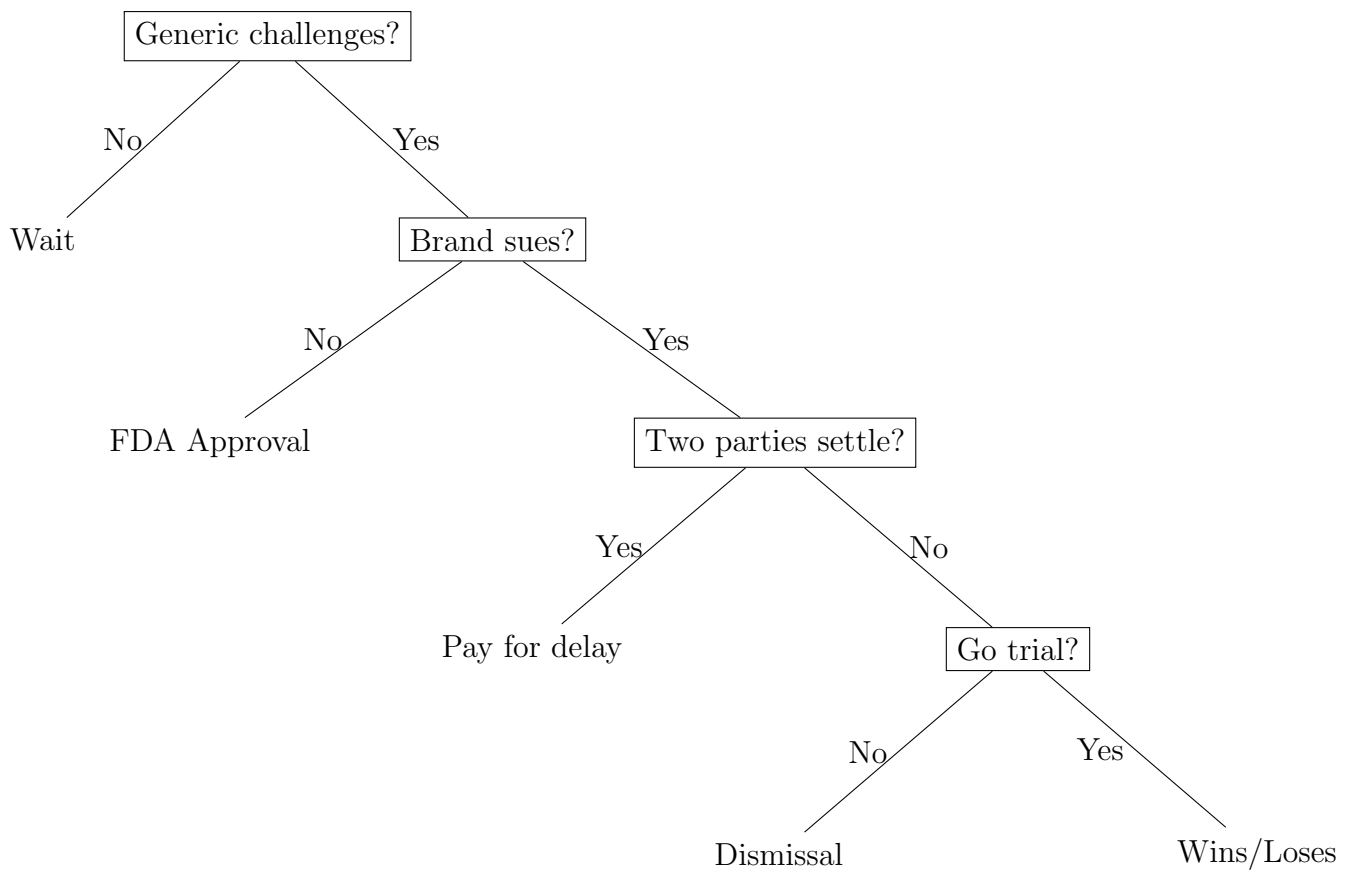 Generic challenges?
No
Yes
Wait
Brand sues?
No
Yes
FDA Approval
Two parties settle?
Yes
No
Pay for delay
Go trial?
No
Yes
Dismissal
Wins/Loses